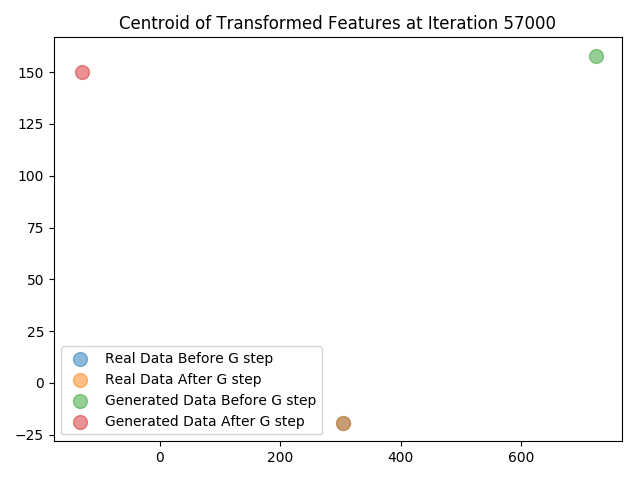 Centroid of Transformed Features at Iteration 57000
150
125
100
75
50
25
0
−25
Real Data Before G step
Real Data After G step
Generated Data Before G step
Generated Data After G step
0 200 400 600